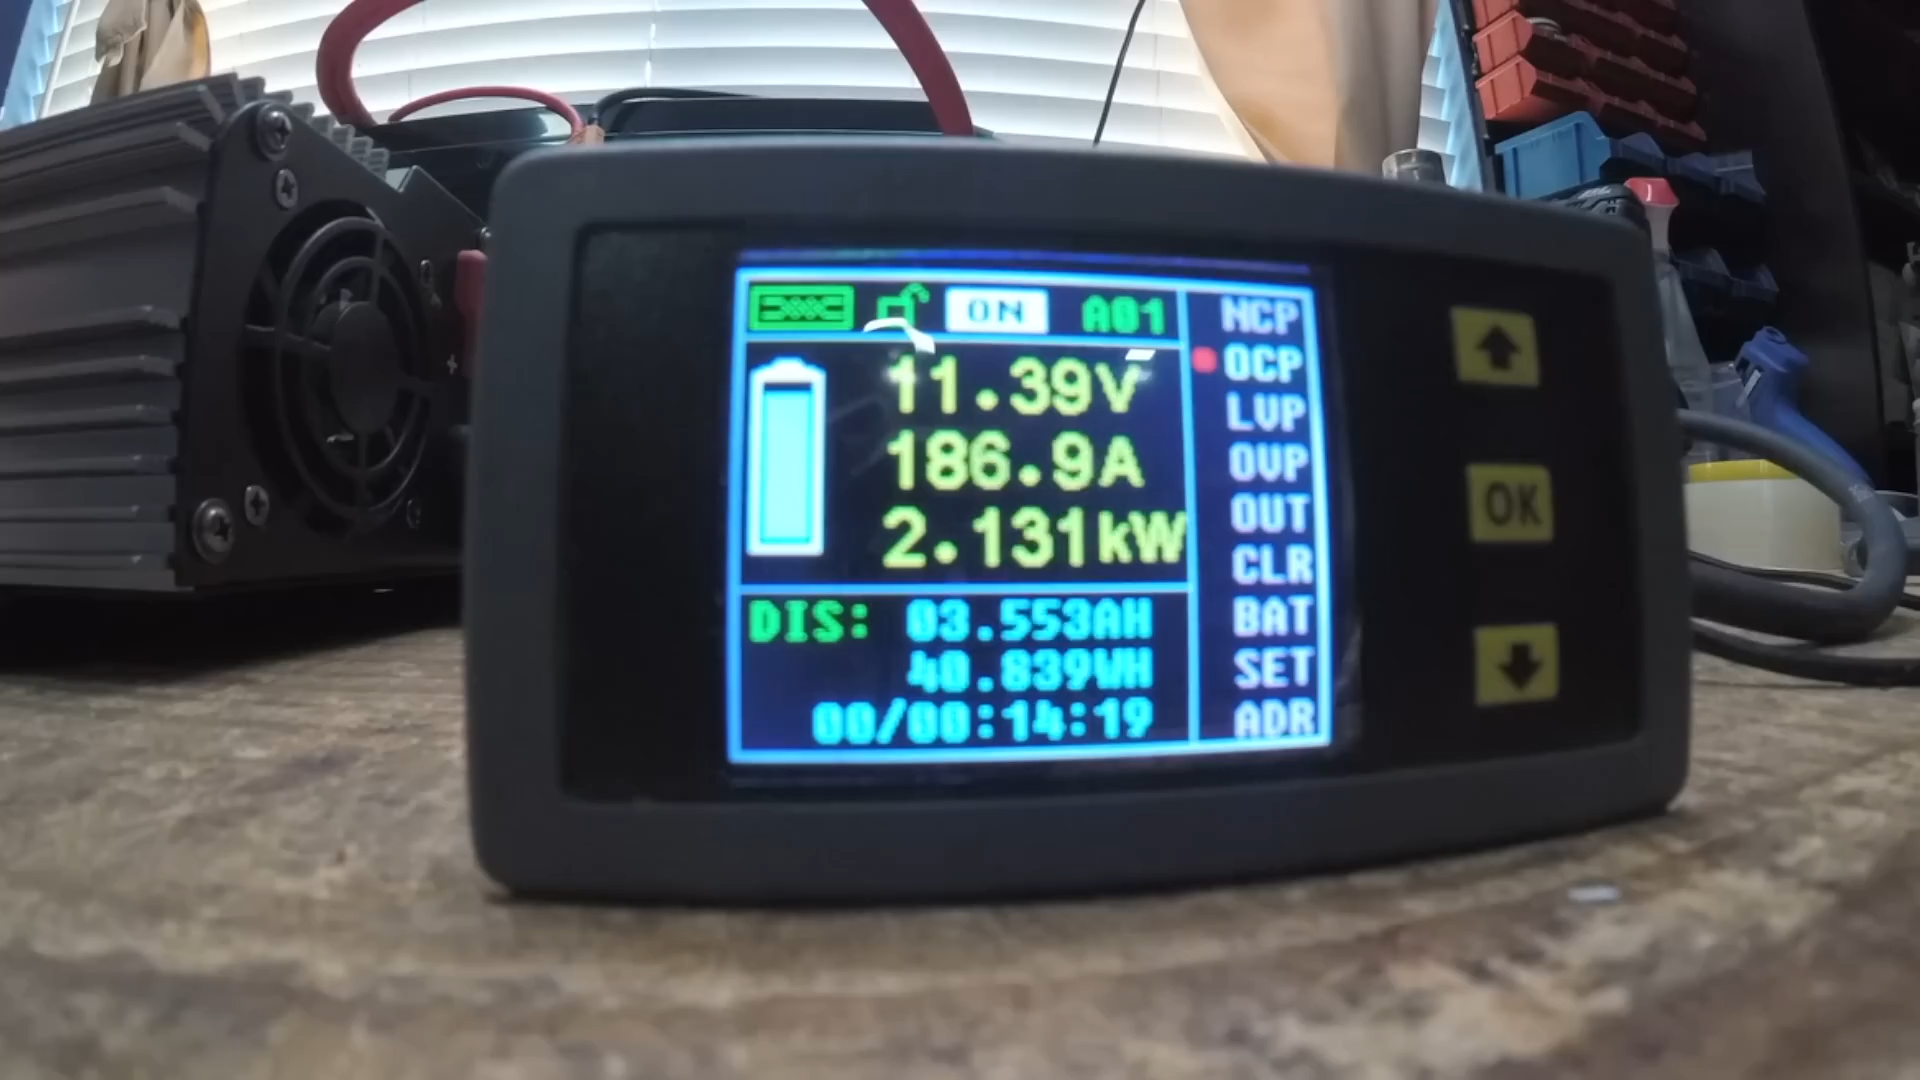 ON A01
11.39V
186.9A
2.131kW
DIS: 03.553AH
40.839WH
00/00:14:19
NCP
OCP
LVP
OVP
OUT
CLR
BAT
SET
ADR
OK